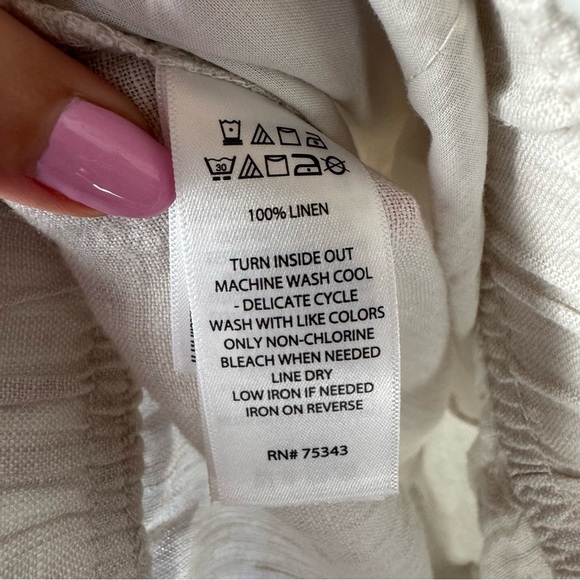 30
100% LINEN
TURN INSIDE OUT
MACHINE WASH COOL
- DELICATE CYCLE
WASH WITH LIKE COLORS
ONLY NON-CHLORINE
BLEACH WHEN NEEDED
LINE DRY
LOW IRON IF NEEDED
IRON ON REVERSE
RN# 75343